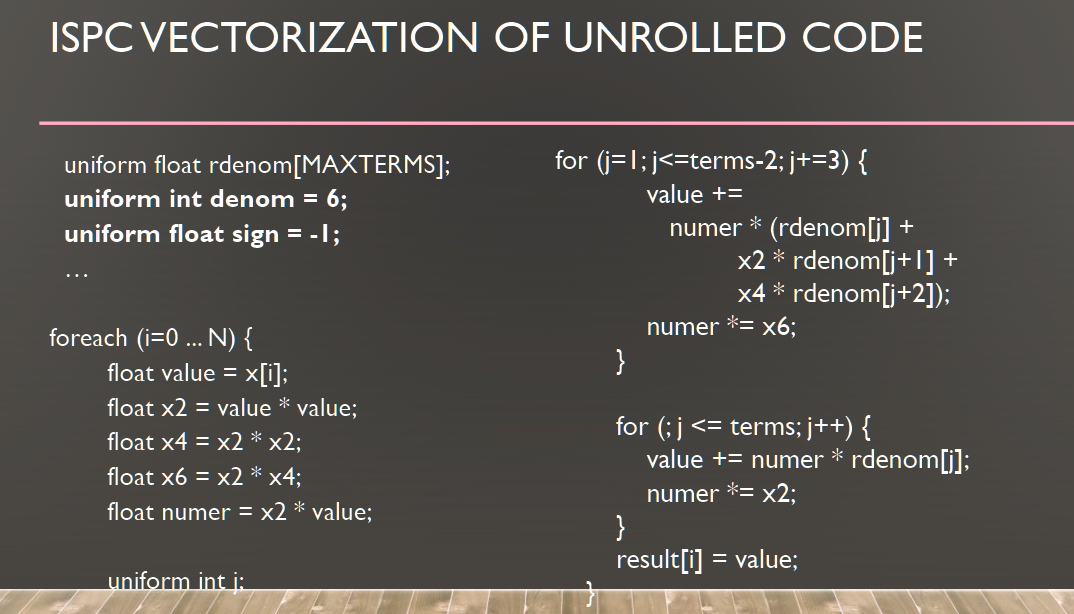 ISPC VECTORIZATION OF UNROLLED CODE
uniform float rdenom[MAXTERMS];
uniform int denom = 6;
uniform float sign = -1;
…
foreach (i=0 ... N) {
float value = x[i];
float x2 = value * value;
float x4 = x2 * x2;
float x6 = x2 * x4;
float numer = x2 * value;
uniform int j;
for (j=1; j<=terms-2; j+=3) {
value +=
numer * (rdenom[j] +
x2 * rdenom[j+1] +
x4 * rdenom[j+2]);
numer *= x6;
}
for (; j <= terms; j++) {
value += numer * rdenom[j];
numer *= x2;
}
result[i] = value;
}